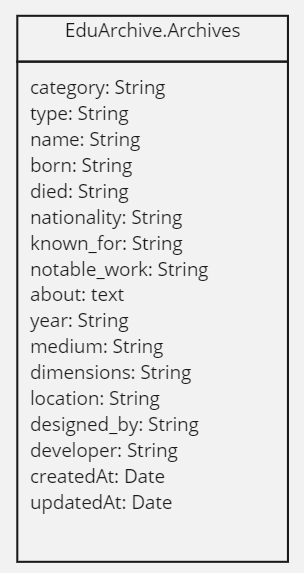 EduArchive.Archives
category: String
type: String
name: String
born: String
died: String
nationality: String
known_for: String
notable_work: String
about: text
year: String
medium: String
dimensions: String
location: String
designed_by: String
developer: String
createdAt: Date
updatedAt: Date